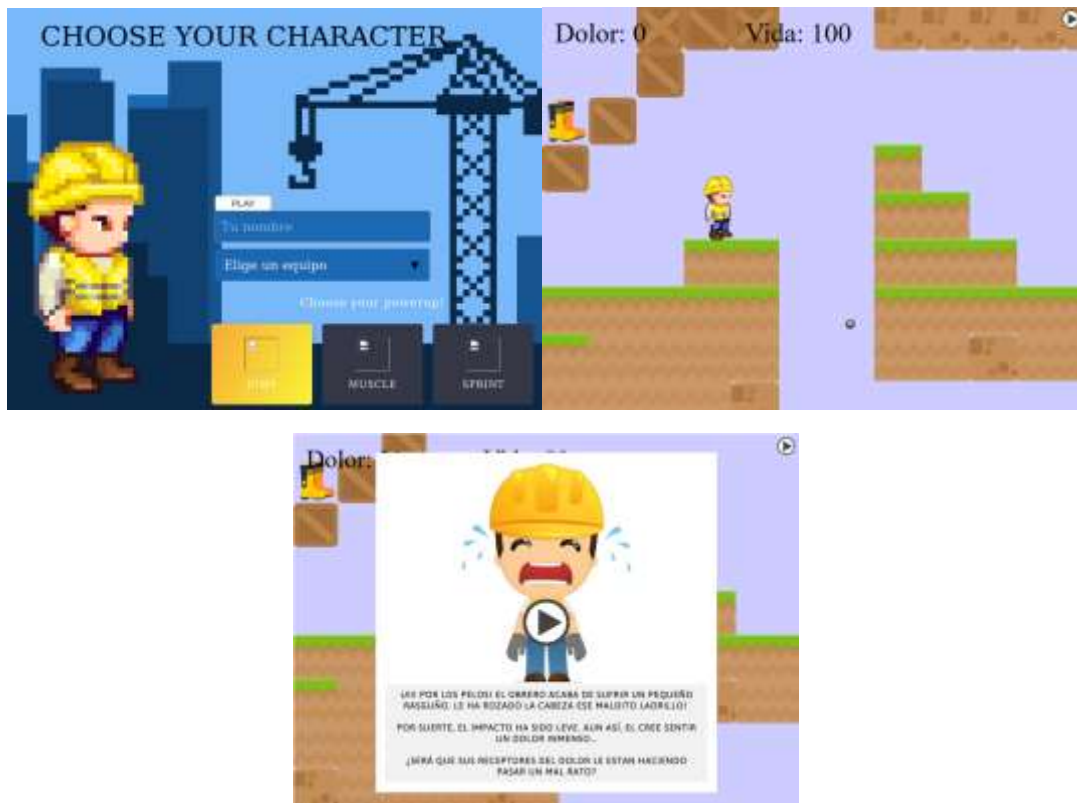 CHOOSE YOUR CHARACTER
PLAY
Tu nombre
Elige un equipo
Choose your powerup!
MUSCLE
SPRINT
Dolor: 0
Vida: 100
Dolor:
¡UY POR LOS PELOS! EL OBRERO ACABA DE SUFRIR UN PEQUEÑO
RASGUÑO, LE HA ROZADO LA CABEZA ESE MALDITO LADRILLO!
POR SUERTE, EL IMPACTO HA SIDO LEVE. AUN ASÍ, EL CREE SENTIR
UN DOLOR INMENSO...
¿SERÁ QUE SUS RECEPTORES DEL DOLOR LE ESTAN HACIENDO
PASAR UN MAL RATO?